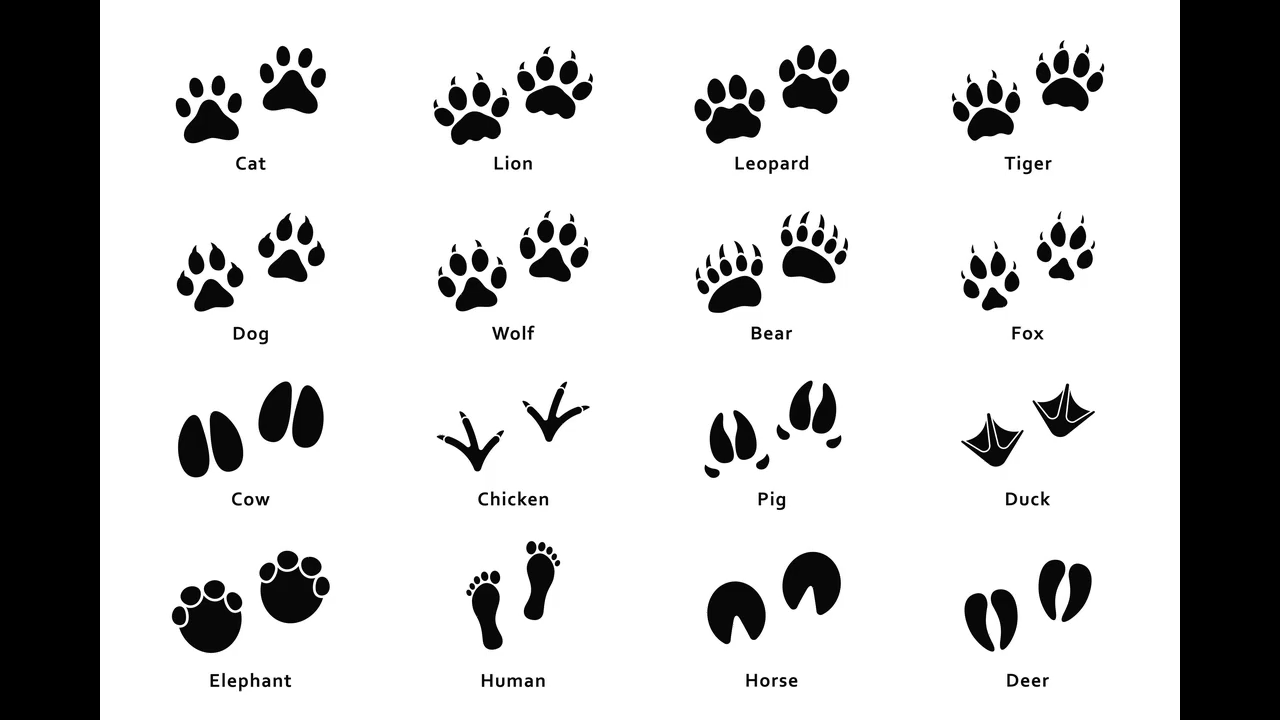 Cat
Lion
Leopard
Tiger
Dog
Wolf
Bear
Fox
Cow
Chicken
Pig
Duck
Elephant
Human
Horse
Deer